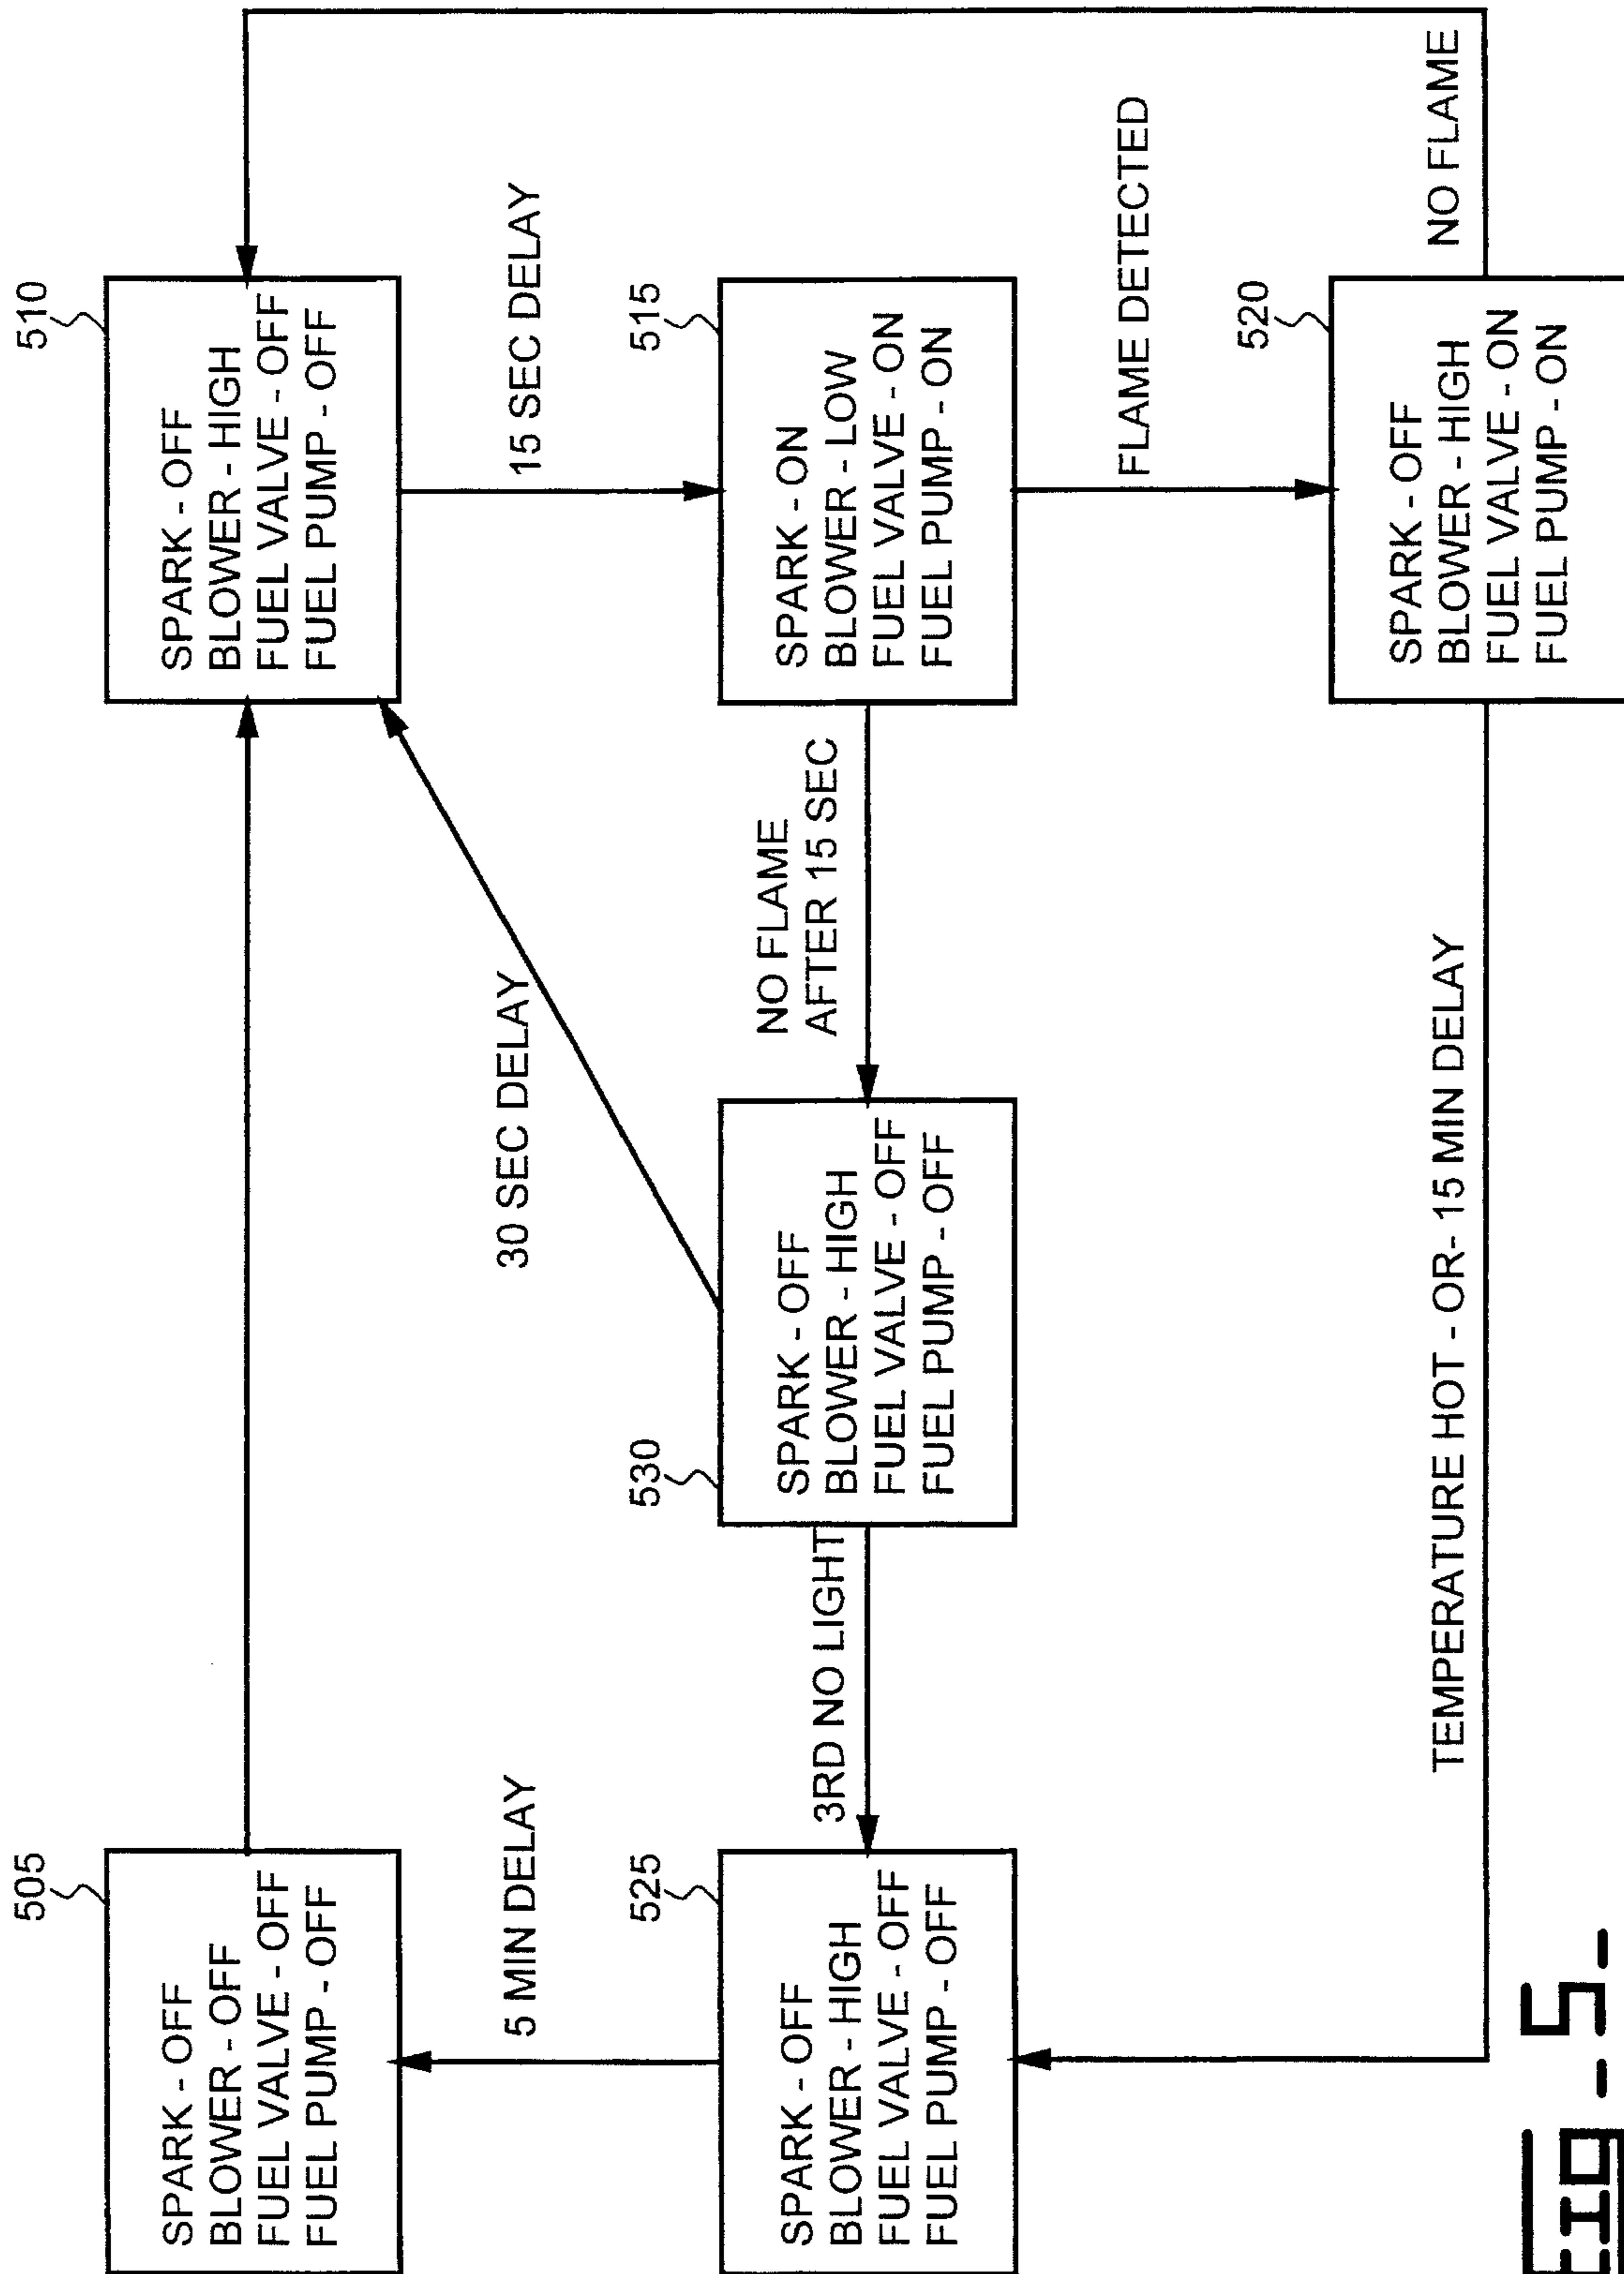 505
SPARK - OFF
BLOWER - OFF
FUEL VALVE - OFF
FUEL PUMP - OFF
510
SPARK - OFF
BLOWER - HIGH
FUEL VALVE - OFF
FUEL PUMP - OFF
5 MIN DELAY
30 SEC DELAY
15 SEC DELAY
525
SPARK - OFF
BLOWER - HIGH
FUEL VALVE - OFF
FUEL PUMP - OFF
3RD NO LIGHT
530
SPARK - OFF
BLOWER - HIGH
FUEL VALVE - OFF
FUEL PUMP - OFF
NO FLAME
AFTER 15 SEC
515
SPARK - ON
BLOWER - LOW
FUEL VALVE - ON
FUEL PUMP - ON
FLAME DETECTED
520
SPARK - OFF
BLOWER - HIGH
FUEL VALVE - ON
FUEL PUMP - ON
NO FLAME
TEMPERATURE HOT - OR- 15 MIN DELAY
Fig - 5 -